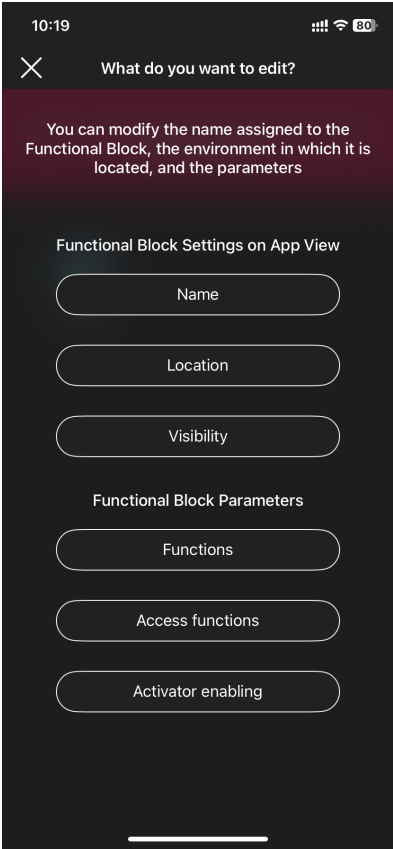 10:19
80
What do you want to edit?
You can modify the name assigned to the
Functional Block, the environment in which it is
located, and the parameters
Functional Block Settings on App View
Name
Location
Visibility
Functional Block Parameters
Functions
Access functions
Activator enabling